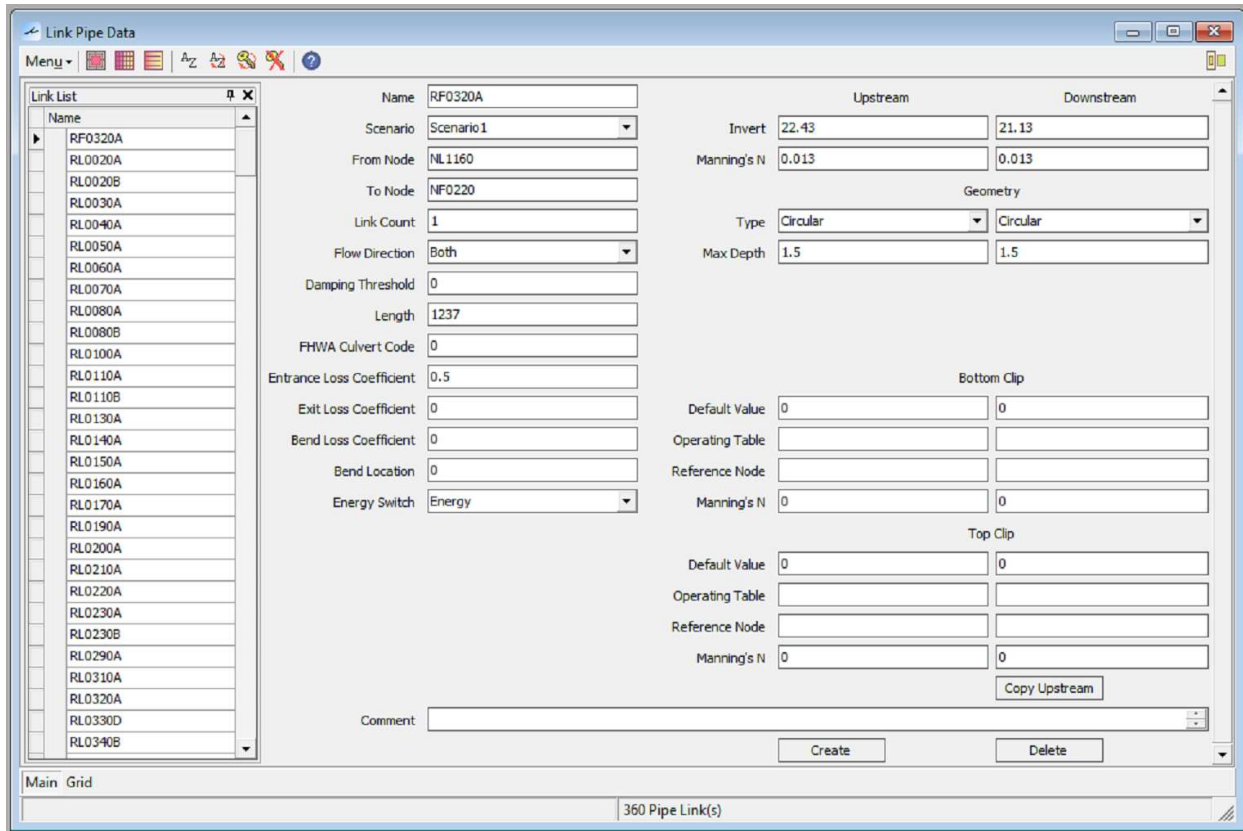 Link Pipe Data
Menu
Link List
Name
RF0320A
RL0020A
RL0020B
RL0030A
RL0040A
RL0050A
RL0060A
RL0070A
RL0080A
RL0080B
RL0100A
RL0110A
RL0110B
RL0130A
RL0140A
RL0150A
RL0160A
RL0170A
RL0190A
RL0200A
RL0210A
RL0220A
RL0230A
RL0230B
RL0290A
RL0310A
RL0320A
RL0330D
RL0340B
Name RF0320A
Scenario Scenario1
From Node NL1160
To Node NF0220
Link Count 1
Flow Direction Both
Damping Threshold 0
Length 1237
FHWA Culvert Code 0
Entrance Loss Coefficient 0.5
Exit Loss Coefficient 0
Bend Loss Coefficient 0
Bend Location 0
Energy Switch Energy
Upstream Downstream
Invert 22.43 21.13
Manning's N 0.013 0.013
Geometry
Type Circular Circular
Max Depth 1.5 1.5
Bottom Clip
Default Value 0 0
Operating Table
Reference Node
Manning's N 0 0
Top Clip
Default Value 0 0
Operating Table
Reference Node
Manning's N 0 0
Copy Upstream
Comment
Create Delete
Main Grid
360 Pipe Link(s)